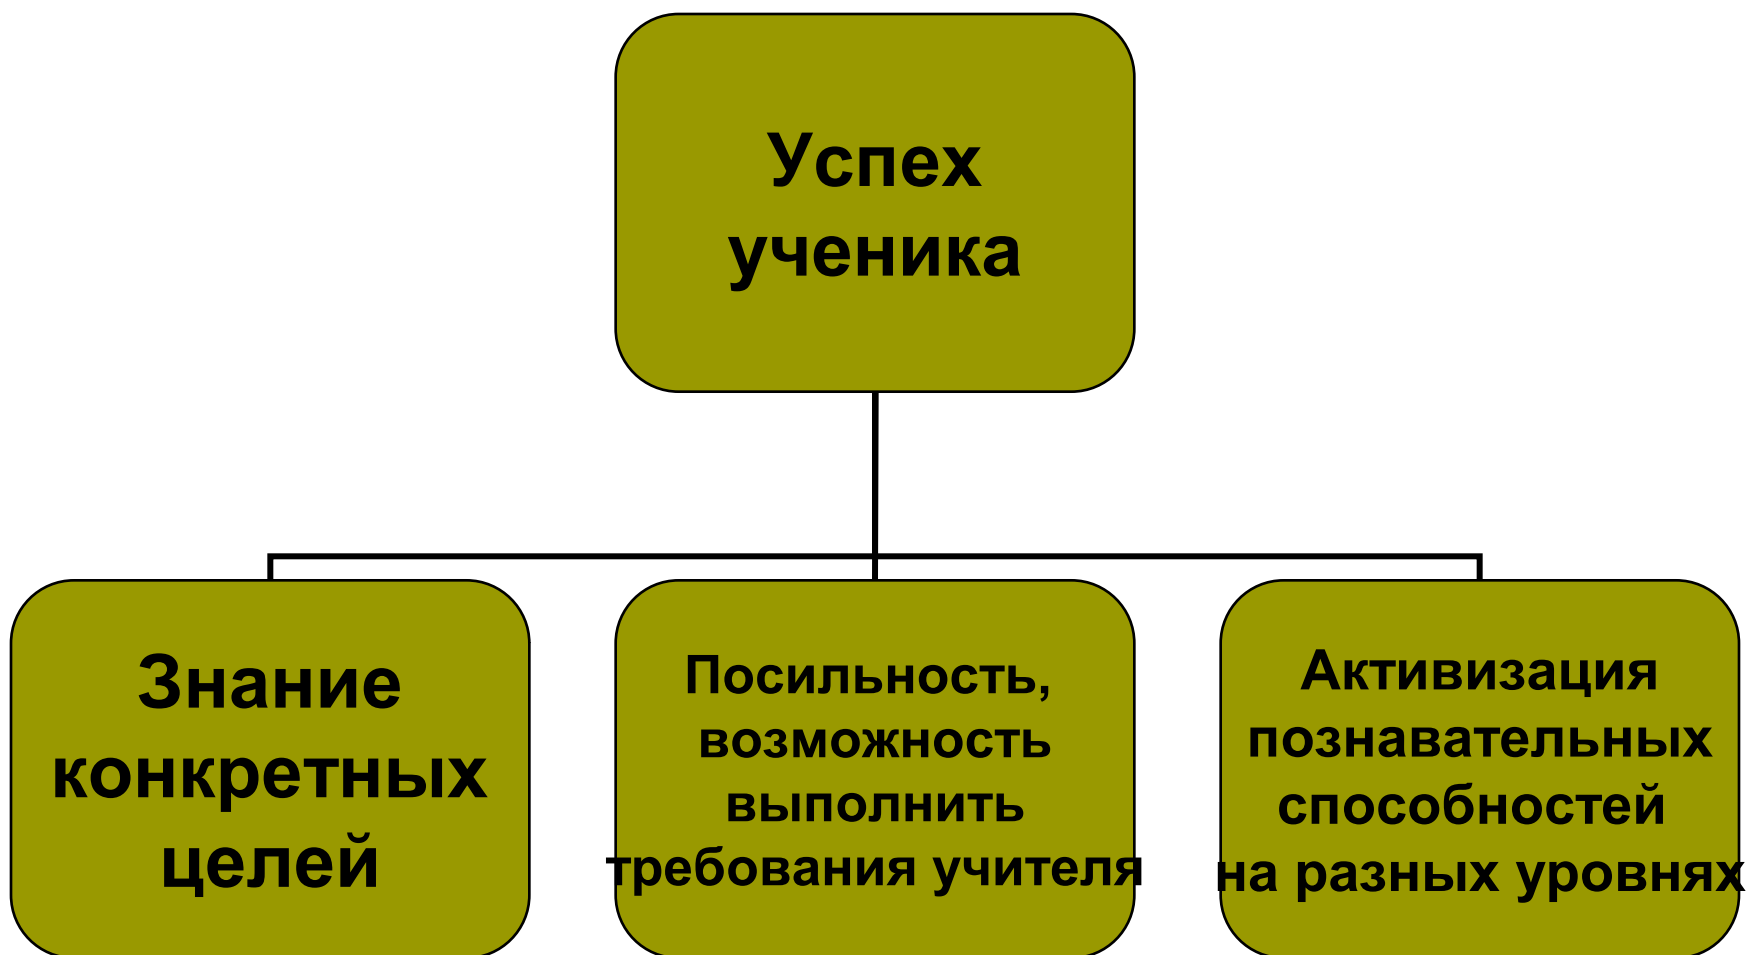 Успех
ученика
Знание
конкретных
целей
Посильность,
возможность
выполнить
требования учителя
Активизация
познавательных
способностей
на разных уровнях